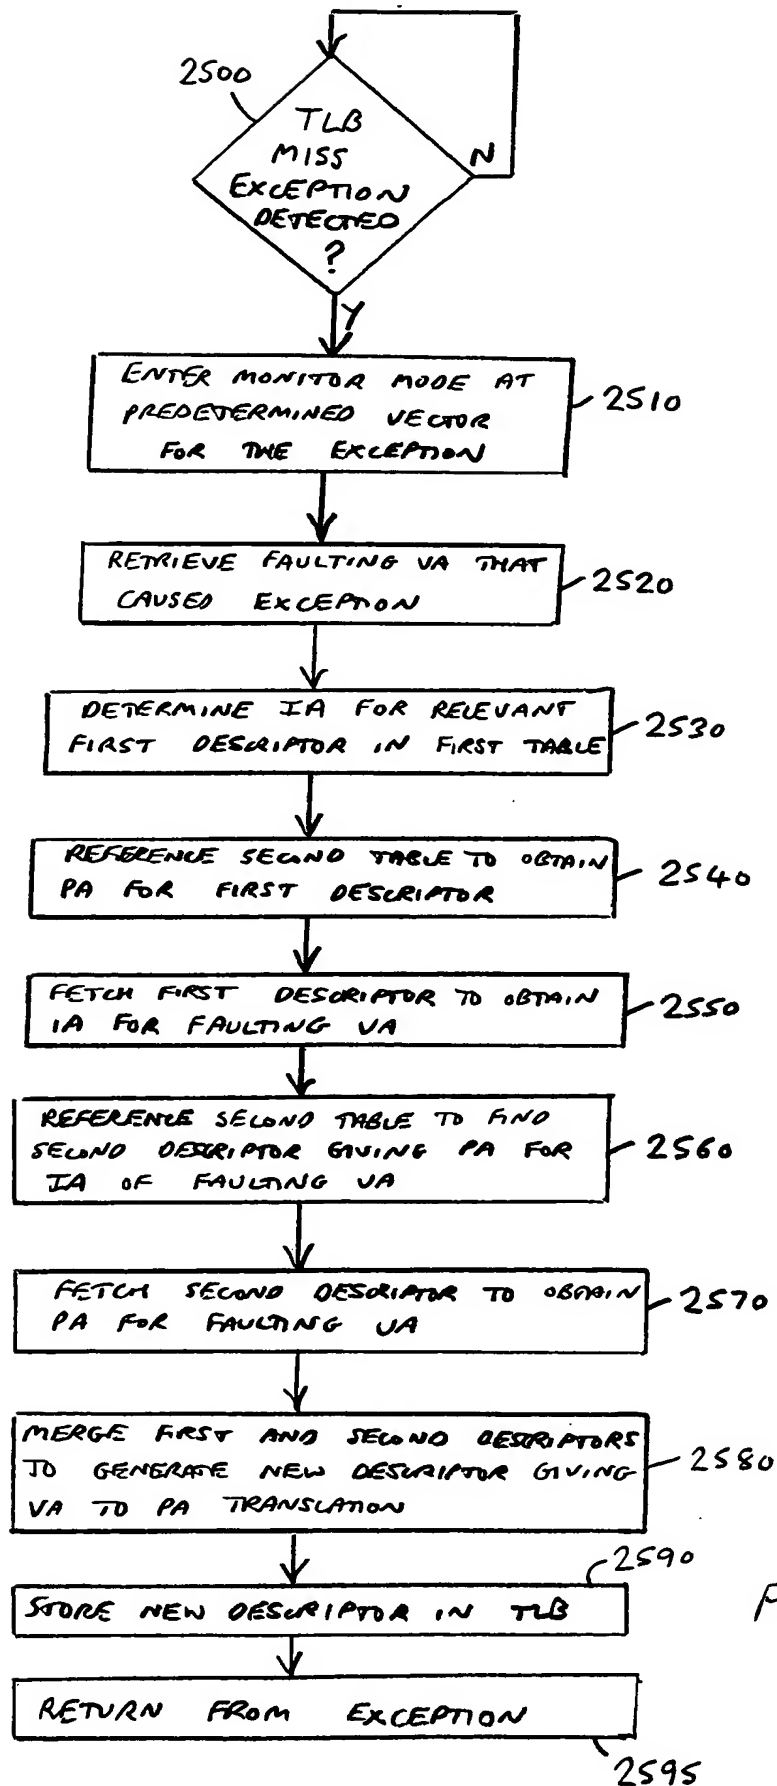 2500
TLB
MISS
EXCEPTION
DETECTED
?
N
Y
ENTER MONITOR MODE AT
PREDETERMINED VECTOR
FOR THE EXCEPTION
2510
RETRIEVE FAULTING VA THAT
CAUSED EXCEPTION
2520
DETERMINE IA FOR RELEVANT
FIRST DESCRIPTOR IN FIRST TABLE
2530
REFERENCE SECOND TABLE TO OBTAIN
PA FOR FIRST DESCRIPTOR
2540
FETCH FIRST DESCRIPTOR TO OBTAIN
IA FOR FAULTING VA
2550
REFERENCE SECOND TABLE TO FIND
SECOND DESCRIPTOR GIVING PA FOR
IA OF FAULTING VA
2560
FETCH SECOND DESCRIPTOR TO OBTAIN
PA FOR FAULTING VA
2570
MERGE FIRST AND SECOND DESCRIPTORS
TO GENERATE NEW DESCRIPTOR GIVING
VA TO PA TRANSLATION
2580
2590
STORE NEW DESCRIPTOR IN TLB
RETURN FROM EXCEPTION
2595